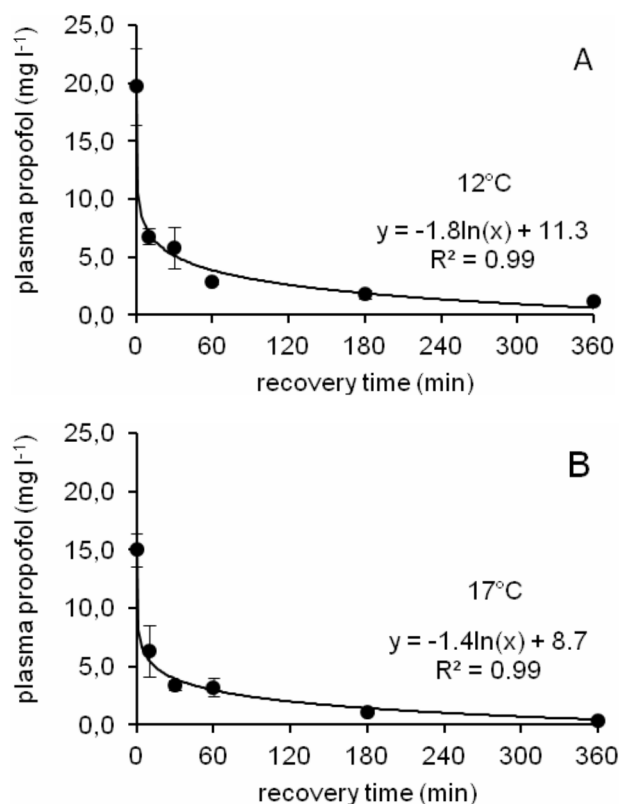 A
25,0
20,0
15,0
10,0
5,0
0,0
plasma propofol (mg l⁻¹)
12°C
y = -1.8ln(x) + 11.3
R² = 0.99
0 60 120 180 240 300 360
recovery time (min)
B
25,0
20,0
15,0
10,0
5,0
0,0
plasma propofol (mg l⁻¹)
17°C
y = -1.4ln(x) + 8.7
R² = 0.99
0 60 120 180 240 300 360
recovery time (min)